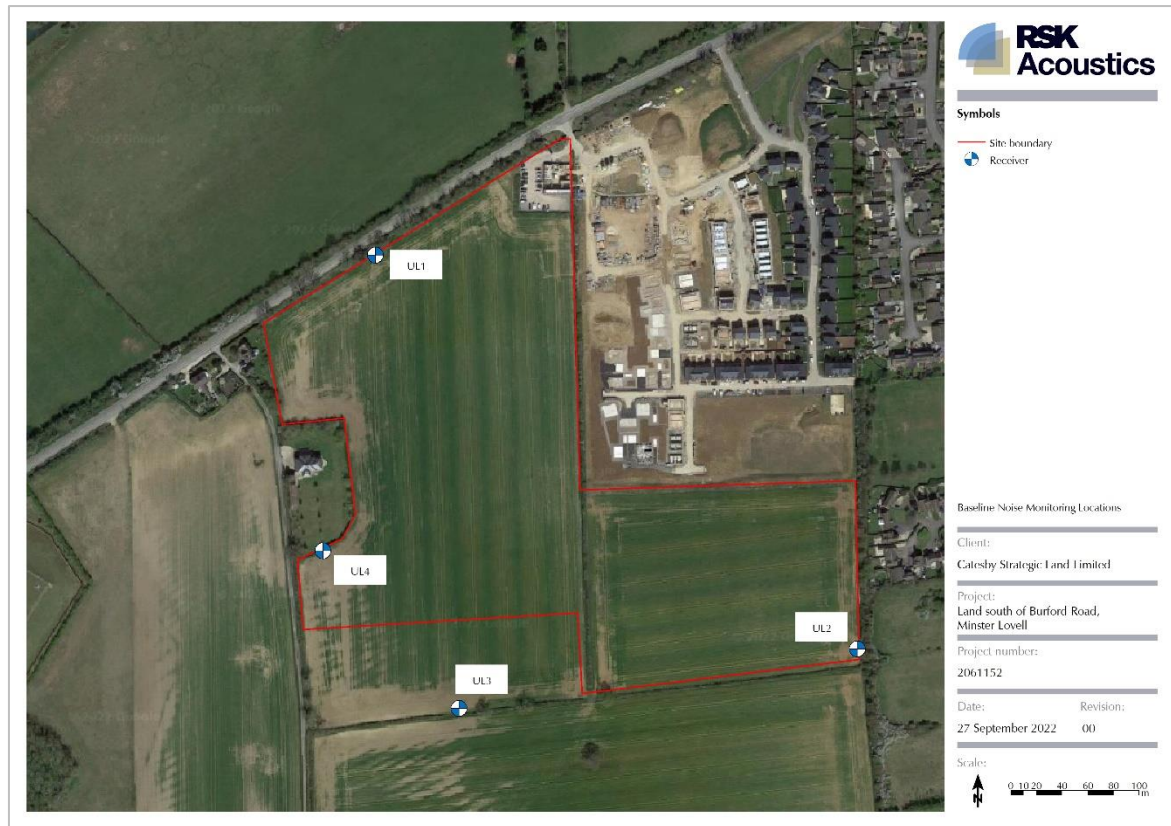 RSK
Acoustics
Symbols
Site boundary
Receiver
UL1
UL4
UL2
UL3
Baseline Noise Monitoring Locations
Client:
Catesby Strategic Land Limited
Project:
Land south of Burford Road,
Minster Lovell
Project number:
2061152
Date: Revision:
27 September 2022 00
Scale:
N
0 10 20 40 60 80 100
m